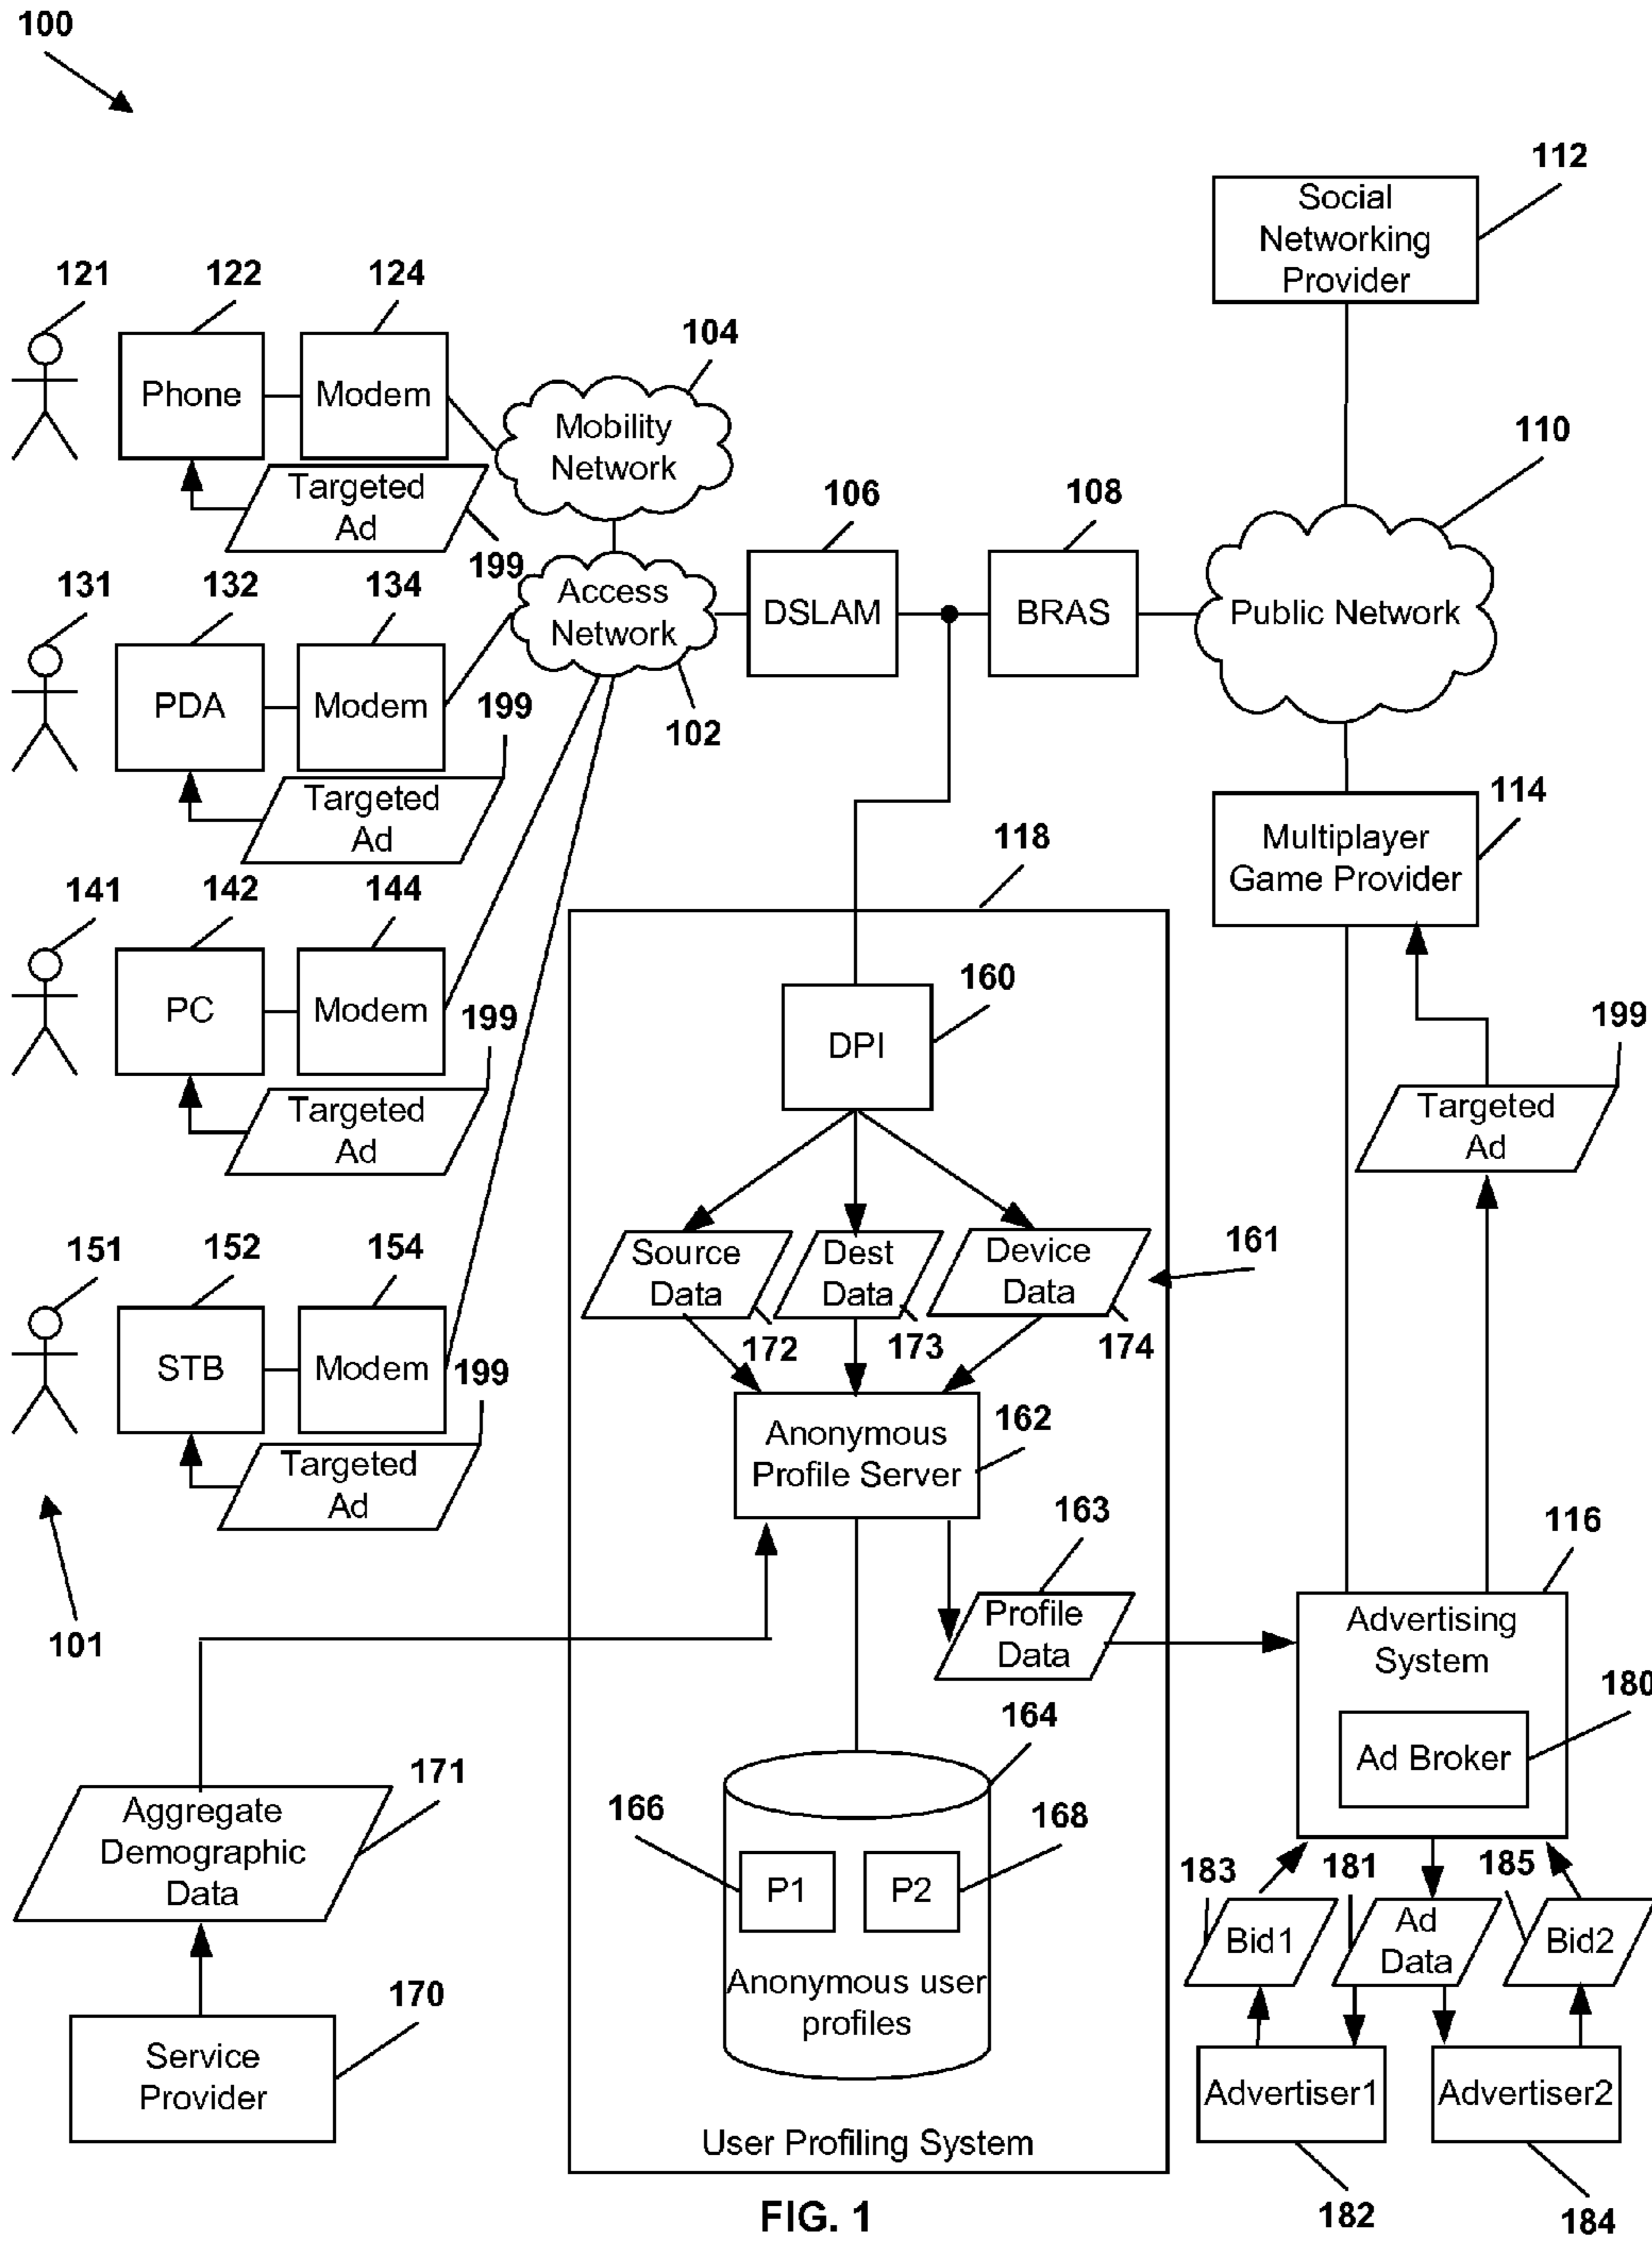 100
112
Social
Networking
Provider
121
122
124
104
Phone
Modem
Mobility
Network
110
Targeted
Ad
199
106
108
131
132
134
Access
Network
DSLAM
BRAS
Public Network
PDA
Modem
199
102
114
Targeted
Ad
118
Multiplayer
Game Provider
141
142
144
160
PC
Modem
199
DPI
199
Targeted
Ad
Targeted
Ad
151
152
154
Source
Data
Dest
Data
Device
Data
161
172
173
174
STB
Modem
199
Anonymous
Profile Server
162
Targeted
Ad
163
116
101
Profile
Data
Advertising
System
180
164
Ad Broker
171
Aggregate
Demographic
Data
166
168
P1
P2
183
181
185
Bid1
Ad
Data
Bid2
Anonymous user
profiles
170
Service
Provider
Advertiser1
Advertiser2
User Profiling System
182
184
FIG. 1